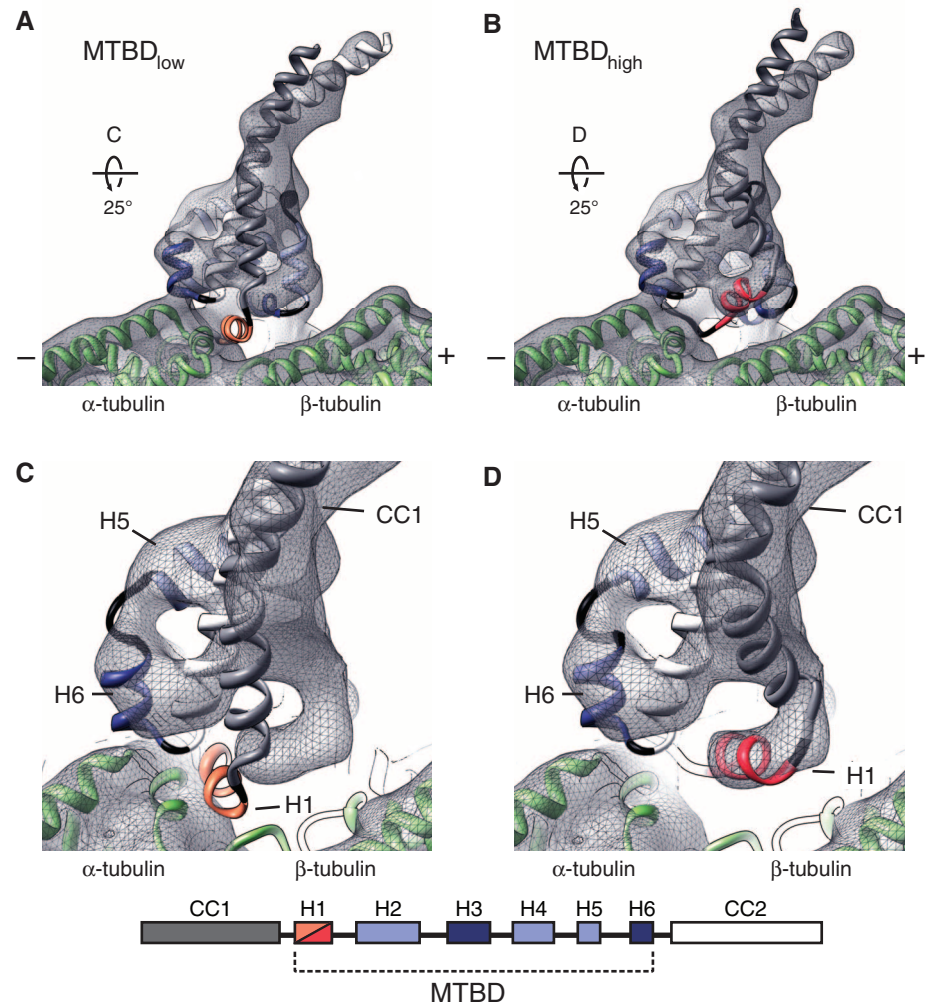 A
MTBDlow
C
25°
− +
α-tubulin β-tubulin
B
MTBDhigh
D
25°
− +
α-tubulin β-tubulin
C
H5
CC1
H6
H1
α-tubulin β-tubulin
D
H5
CC1
H6
H1
α-tubulin β-tubulin
CC1 H1 H2 H3 H4 H5 H6 CC2
MTBD